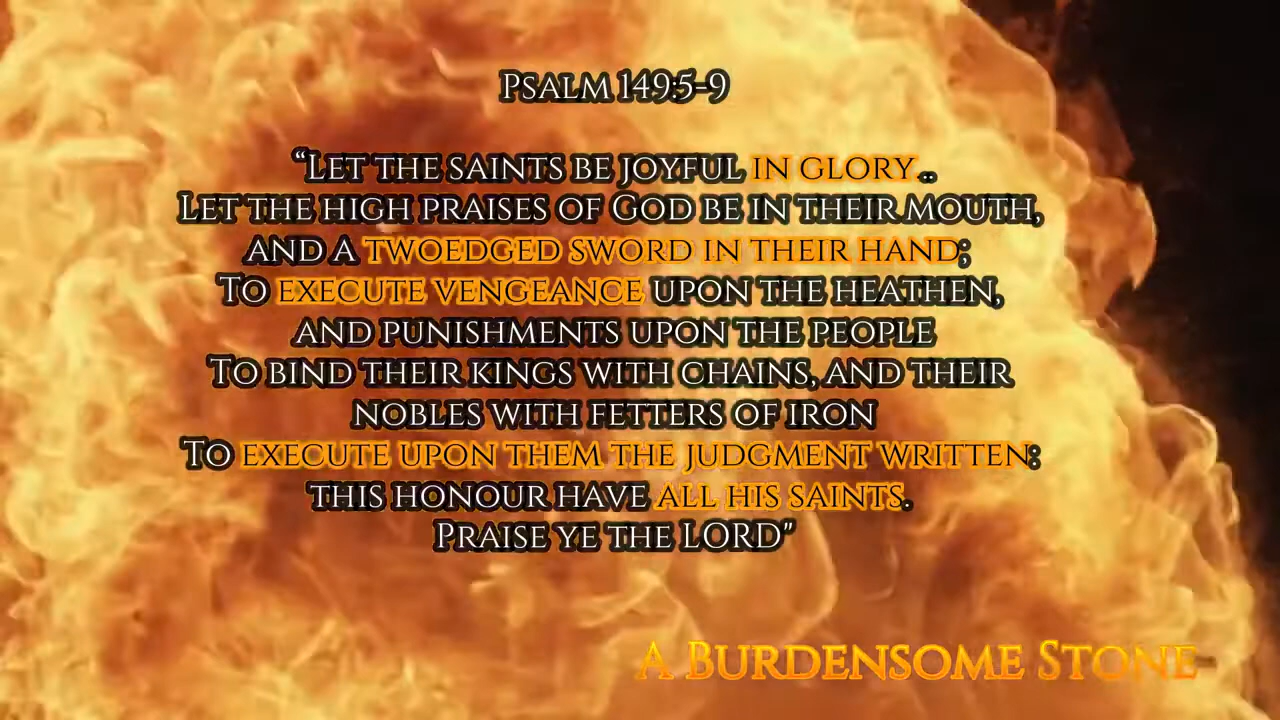 Psalm 149:5-9
“Let the saints be joyful in glory..
Let the high praises of God be in their mouth,
and a twoedged sword in their hand;
To execute vengeance upon the heathen,
and punishments upon the people
To bind their kings with chains, and their
nobles with fetters of iron
To execute upon them the judgment written:
this honour have all his saints.
Praise ye the LORD"
A Burdensome Stone